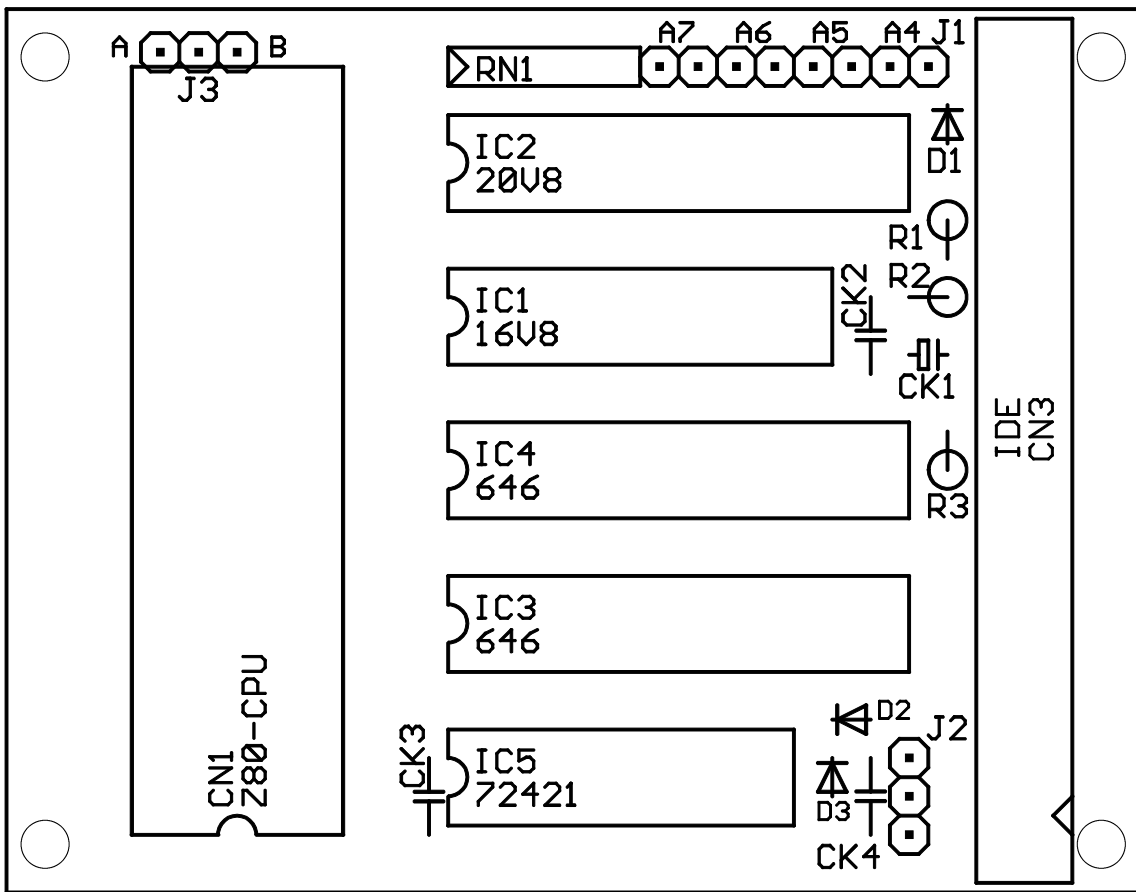 A B
J3
A7 A6 A5 A4 J1
RN1
IC2
20V8
D1
R1
R2
IC1
16V8
CK2
CK1
IC4
646
R3
IDE
CN3
IC3
646
CN1
Z80-CPU
CK3
IC5
72421
D2
J2
D3
CK4